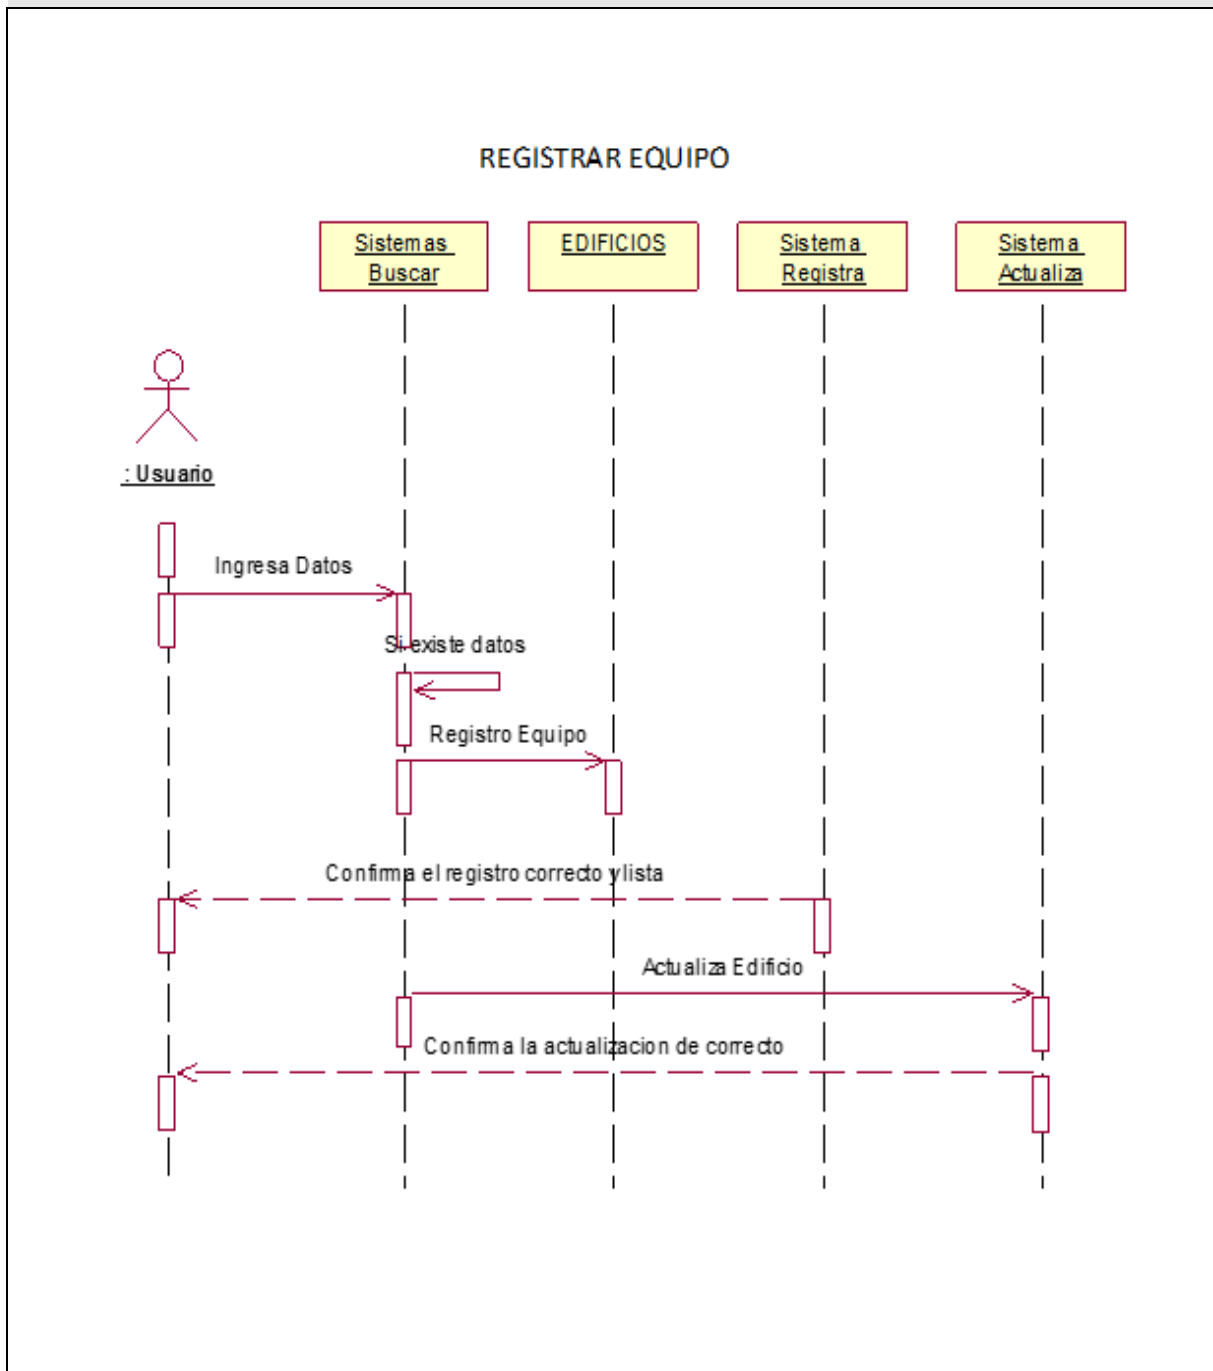 REGISTRAR EQUIPO
Sistemas
Buscar
EDIFICIOS
Sistema
Registra
Sistema
Actualiza
: Usuario
Ingresa Datos
Si existe datos
Registro Equipo
Confirma el registro correcto y lista
Actualiza Edificio
Confirma la actualizacion de correcto